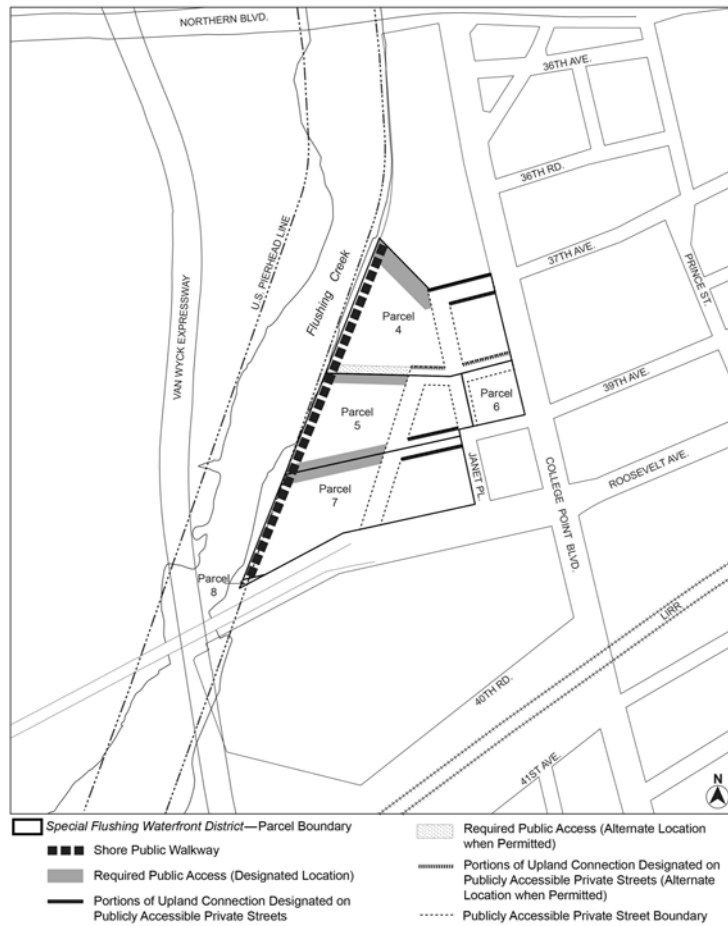 NORTHERN BLVD.
36TH AVE.
36TH RD.
37TH AVE.
PRINCE ST.
U.S. PIERHEAD LINE
Flushing Creek
VAN WYCK EXPRESSWAY
Parcel
4
39TH AVE.
Parcel
6
Parcel
5
ROOSEVELT AVE.
JANET PL.
COLLEGE POINT BLVD.
Parcel
7
Parcel
8
LIRR
40TH RD.
41ST AVE.
N
Special Flushing Waterfront District—Parcel Boundary
Shore Public Walkway
Required Public Access (Designated Location)
Portions of Upland Connection Designated on
Publicly Accessible Private Streets
Required Public Access (Alternate Location
when Permitted)
Portions of Upland Connection Designated on
Publicly Accessible Private Streets (Alternate
Location when Permitted)
Publicly Accessible Private Street Boundary